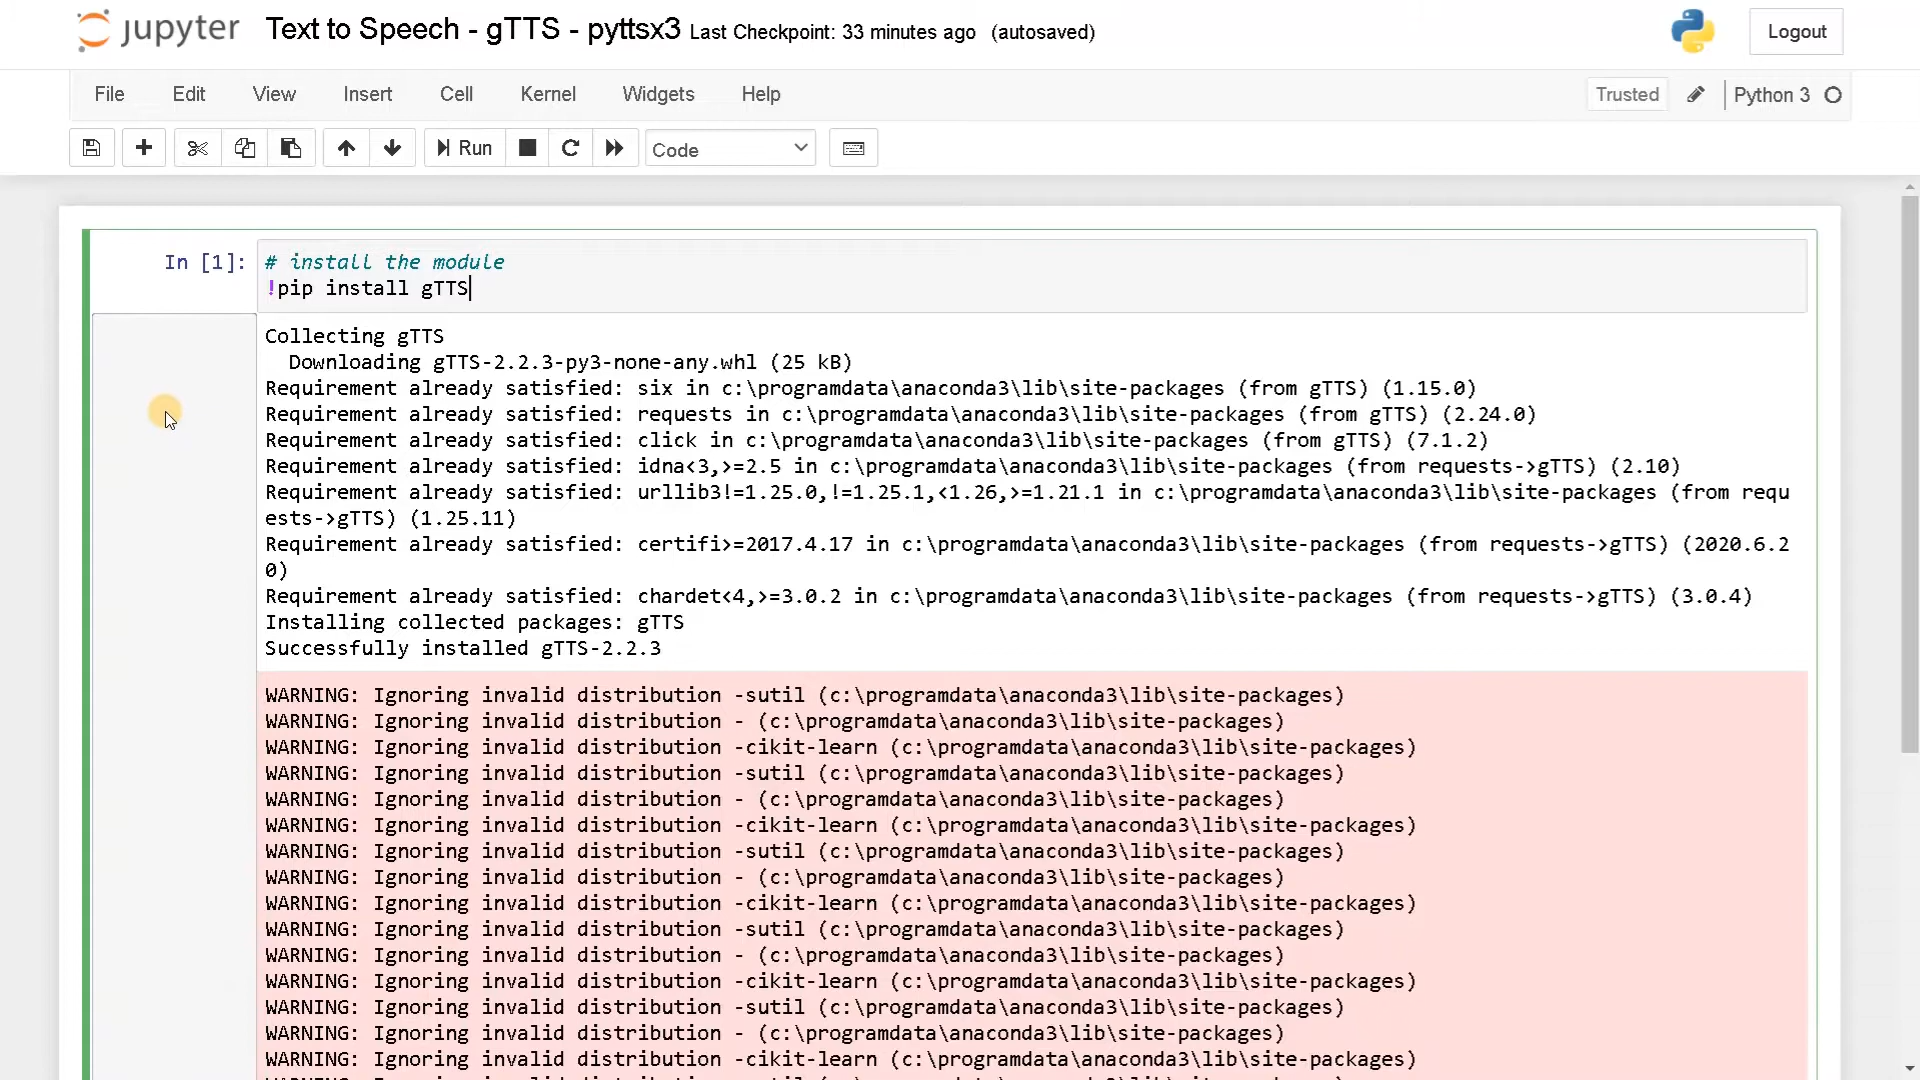 jupyter Text to Speech - gTTS - pyttsx3 Last Checkpoint: 33 minutes ago (autosaved) Logout
File Edit View Insert Cell Kernel Widgets Help Trusted Python 3
Run Code
In [1]: # install the module
!pip install gTTS
Collecting gTTS
Downloading gTTS-2.2.3-py3-none-any.whl (25 kB)
Requirement already satisfied: six in c:\programdata\anaconda3\lib\site-packages (from gTTS) (1.15.0)
Requirement already satisfied: requests in c:\programdata\anaconda3\lib\site-packages (from gTTS) (2.24.0)
Requirement already satisfied: click in c:\programdata\anaconda3\lib\site-packages (from gTTS) (7.1.2)
Requirement already satisfied: idna<3,>=2.5 in c:\programdata\anaconda3\lib\site-packages (from requests->gTTS) (2.10)
Requirement already satisfied: urllib3!=1.25.0,!=1.25.1,<1.26,>=1.21.1 in c:\programdata\anaconda3\lib\site-packages (from requ
ests->gTTS) (1.25.11)
Requirement already satisfied: certifi>=2017.4.17 in c:\programdata\anaconda3\lib\site-packages (from requests->gTTS) (2020.6.2
0)
Requirement already satisfied: chardet<4,>=3.0.2 in c:\programdata\anaconda3\lib\site-packages (from requests->gTTS) (3.0.4)
Installing collected packages: gTTS
Successfully installed gTTS-2.2.3
WARNING: Ignoring invalid distribution -sutil (c:\programdata\anaconda3\lib\site-packages)
WARNING: Ignoring invalid distribution - (c:\programdata\anaconda3\lib\site-packages)
WARNING: Ignoring invalid distribution -cikit-learn (c:\programdata\anaconda3\lib\site-packages)
WARNING: Ignoring invalid distribution -sutil (c:\programdata\anaconda3\lib\site-packages)
WARNING: Ignoring invalid distribution - (c:\programdata\anaconda3\lib\site-packages)
WARNING: Ignoring invalid distribution -cikit-learn (c:\programdata\anaconda3\lib\site-packages)
WARNING: Ignoring invalid distribution -sutil (c:\programdata\anaconda3\lib\site-packages)
WARNING: Ignoring invalid distribution - (c:\programdata\anaconda3\lib\site-packages)
WARNING: Ignoring invalid distribution -cikit-learn (c:\programdata\anaconda3\lib\site-packages)
WARNING: Ignoring invalid distribution -sutil (c:\programdata\anaconda3\lib\site-packages)
WARNING: Ignoring invalid distribution - (c:\programdata\anaconda3\lib\site-packages)
WARNING: Ignoring invalid distribution -cikit-learn (c:\programdata\anaconda3\lib\site-packages)
WARNING: Ignoring invalid distribution -sutil (c:\programdata\anaconda3\lib\site-packages)
WARNING: Ignoring invalid distribution - (c:\programdata\anaconda3\lib\site-packages)
WARNING: Ignoring invalid distribution -cikit-learn (c:\programdata\anaconda3\lib\site-packages)